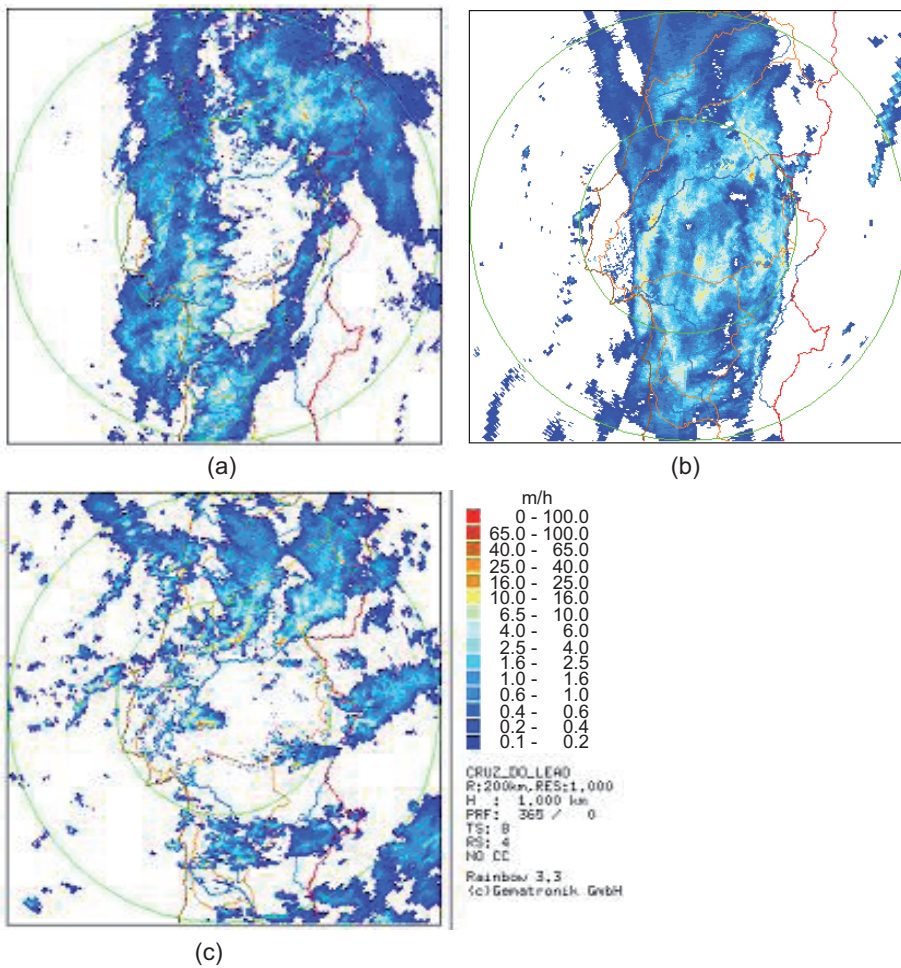 (a)
(b)
m/h
0 - 100.0
65.0 - 100.0
40.0 - 65.0
25.0 - 40.0
16.0 - 25.0
10.0 - 16.0
6.5 - 10.0
4.0 - 6.0
2.5 - 4.0
1.6 - 2.5
1.0 - 1.6
0.6 - 1.0
0.4 - 0.6
0.2 - 0.4
0.1 - 0.2
CRUZ_DO_LEAO
R:200km,RES:1.000
H : 1.000 km
PRF: 365 / 0
TS: 8
RS: 4
NO CC
Rainbow 3.3
(c)Gematronik GmbH
(c)